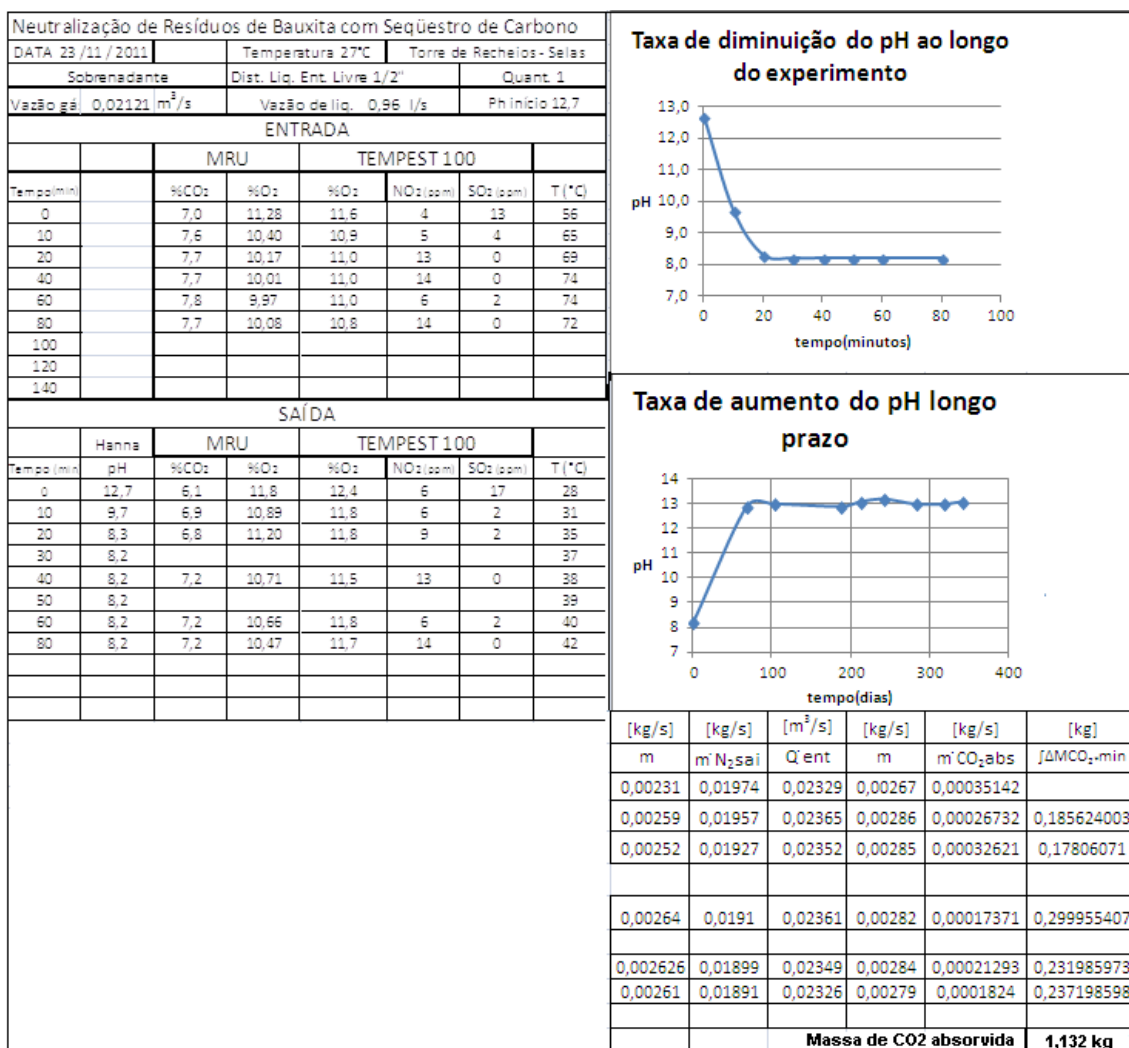 Neutralização de Resíduos de Bauxita com Seqüestro de Carbono
DATA 23 /11 / 2011 Temperatura 27°C Torre de Recheios - Selas
Sobrenadante Dist. Liq. Ent. Livre 1/2" Quant. 1
Vazão gá 0,02121 m³/s Vazão de liq. 0,96 l/s Ph início 12,7
ENTRADA
MRU TEMPEST 100
Tempo(min) %CO₂ %O₂ %O₂ NO₂(ppm) SO₂(ppm) T (°C)
0 7,0 11,28 11,6 4 13 56
10 7,6 10,40 10,9 5 4 65
20 7,7 10,17 11,0 13 0 69
40 7,7 10,01 11,0 14 0 74
60 7,8 9,97 11,0 6 2 74
80 7,7 10,08 10,8 14 0 72
100
120
140
SAÍDA
Hanna MRU TEMPEST 100
Tempo (min pH %CO₂ %O₂ %O₂ NO₂(ppm) SO₂(ppm) T (°C)
0 12,7 6,1 11,8 12,4 6 17 28
10 9,7 6,9 10,89 11,8 6 2 31
20 8,3 6,8 11,20 11,8 9 2 35
30 8,2 37
40 8,2 7,2 10,71 11,5 13 0 38
50 8,2 39
60 8,2 7,2 10,66 11,8 6 2 40
80 8,2 7,2 10,47 11,7 14 0 42
Taxa de diminuição do pH ao longo
do experimento
13,0
12,0
11,0
pH 10,0
9,0
8,0
7,0
0 20 40 60 80 100
tempo(minutos)
Taxa de aumento do pH longo
prazo
14
13
12
11
pH
10
9
8
7
0 100 200 300 400
tempo(dias)
[kg/s] [kg/s] [m³/s] [kg/s] [kg/s] [kg]
m m˙N₂sai Q˙ent m m˙CO₂abs ∫ΔMCO₂-min
0,00231 0,01974 0,02329 0,00267 0,00035142
0,00259 0,01957 0,02365 0,00286 0,00026732 0,185624003
0,00252 0,01927 0,02352 0,00285 0,00032621 0,17806071
0,00264 0,0191 0,02361 0,00282 0,00017371 0,299955407
0,002626 0,01899 0,02349 0,00284 0,00021293 0,231985973
0,00261 0,01891 0,02326 0,00279 0,0001824 0,237198598
Massa de CO2 absorvida 1,132 kg